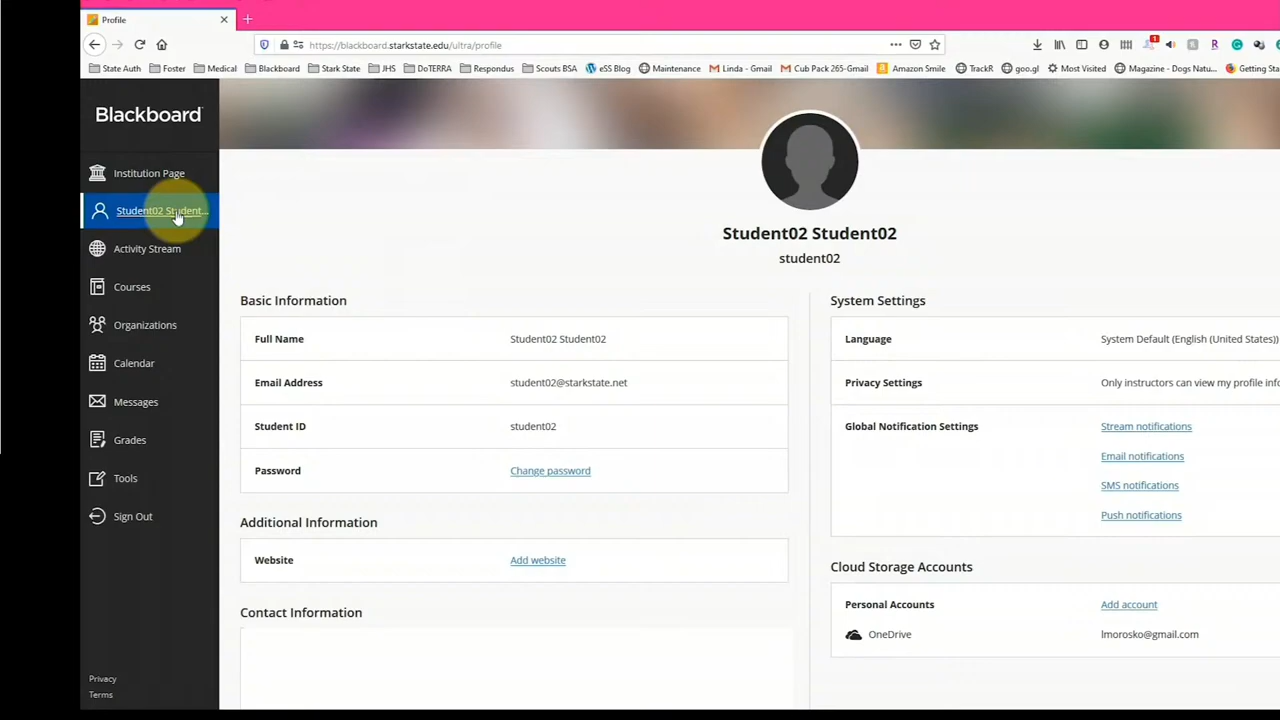 Profile
https://blackboard.starkstate.edu/ultra/profile
1
State Auth Foster Medical Blackboard Stark State JHS DoTERRA Respondus Scouts BSA eSS Blog Maintenance Linda - Gmail Cub Pack 265-Gmail Amazon Smile TrackR goo.gl Most Visited Magazine - Dogs Natu... Getting Sta
Blackboard
Institution Page
Student02 Student...
Activity Stream
Courses
Organizations
Calendar
Messages
Grades
Tools
Sign Out
Privacy
Terms
Student02 Student02
student02
Basic Information
Full Name Student02 Student02
Email Address student02@starkstate.net
Student ID student02
Password Change password
Additional Information
Website Add website
Contact Information
System Settings
Language System Default (English (United States))
Privacy Settings Only instructors can view my profile info
Global Notification Settings Stream notifications
Email notifications
SMS notifications
Push notifications
Cloud Storage Accounts
Personal Accounts Add account
OneDrive lmorosko@gmail.com